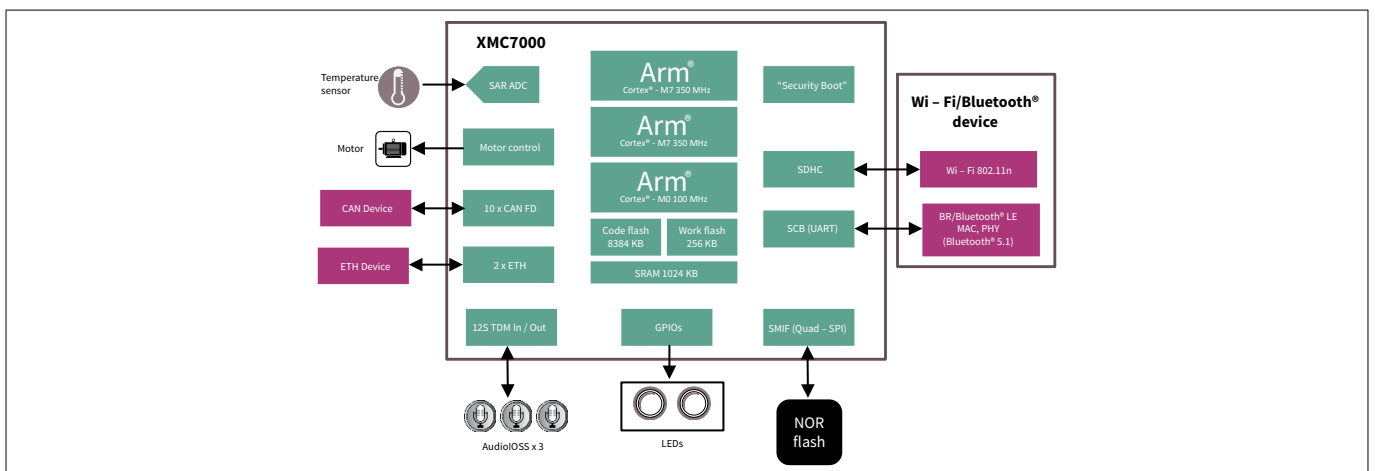 XMC7000
Temperature
sensor
SAR ADC
Motor
Motor control
CAN Device
10 x CAN FD
ETH Device
2 x ETH
12S TDM In / Out
AudioIOSS x 3
Arm®
Cortex® - M7 350 MHz
Arm®
Cortex® - M7 350 MHz
Arm®
Cortex® - M0 100 MHz
Code flash
8384 KB
Work flash
256 KB
SRAM 1024 KB
GPIOs
LEDs
“Security Boot”
SDHC
SCB (UART)
SMIF (Quad – SPI)
NOR
flash
Wi – Fi/Bluetooth®
device
Wi – Fi 802.11n
BR/Bluetooth® LE
MAC, PHY
(Bluetooth® 5.1)